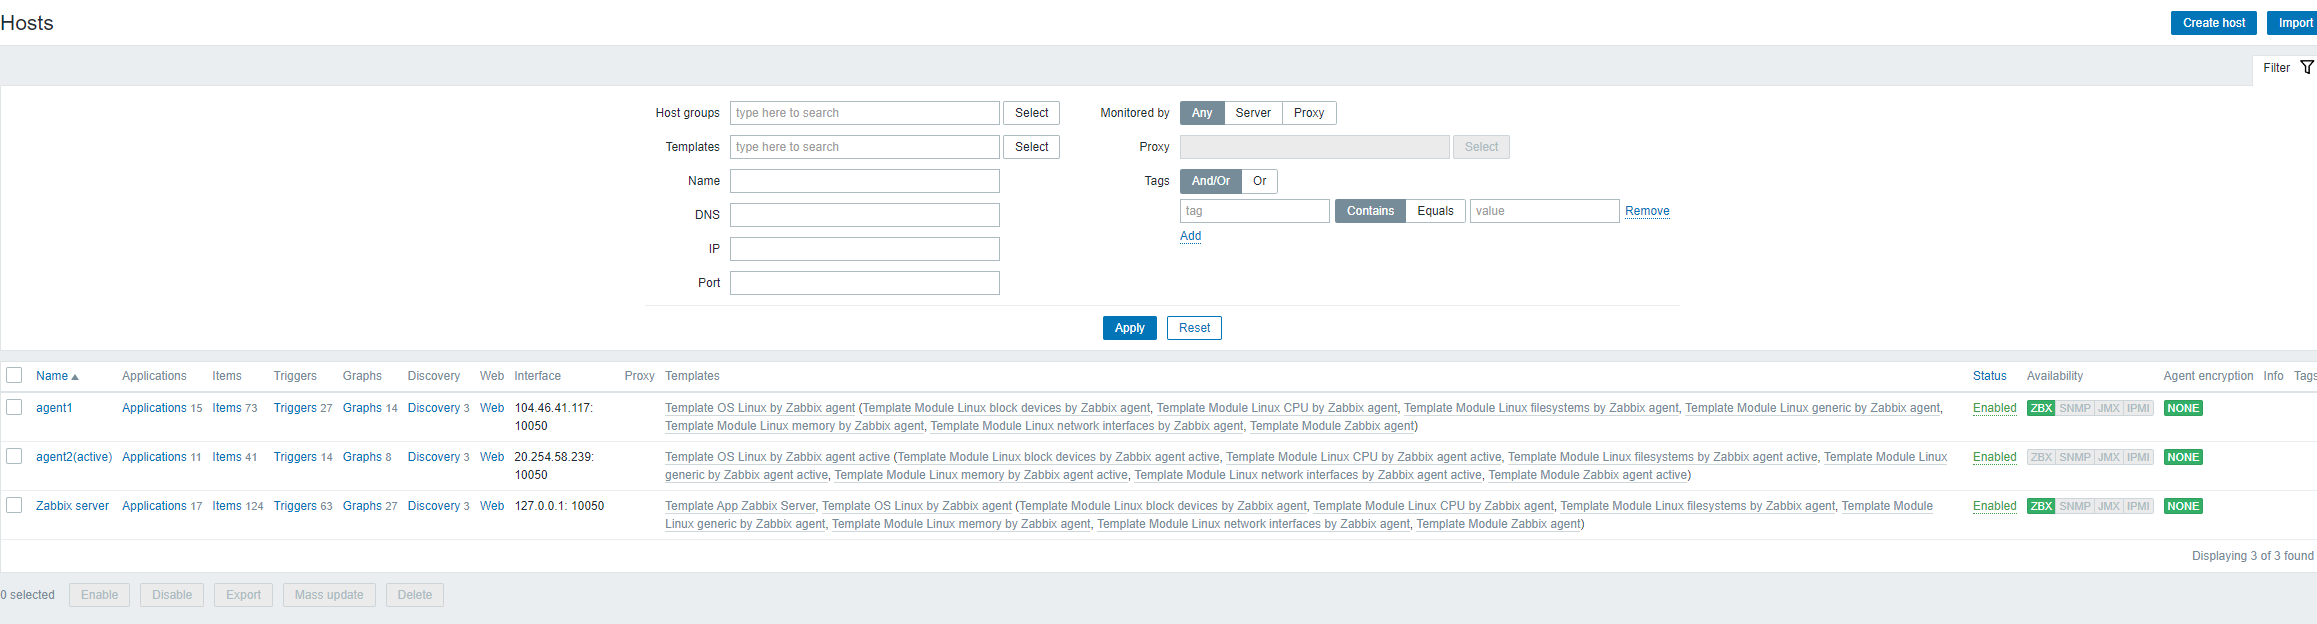 Hosts
Create host
Import
Filter
Host groups
type here to search
Select
Monitored by
Any
Server
Proxy
Templates
type here to search
Select
Proxy
Select
Name
Tags
And/Or
Or
DNS
tag
Contains
Equals
value
Remove
Add
IP
Port
Apply
Reset
Name Applications Items Triggers Graphs Discovery Web Interface Proxy Templates Status Availability Agent encryption Info Tags
agent1 Applications 15 Items 73 Triggers 27 Graphs 14 Discovery 3 Web 104.46.41.117: Template OS Linux by Zabbix agent (Template Module Linux block devices by Zabbix agent, Template Module Linux CPU by Zabbix agent, Template Module Linux filesystems by Zabbix agent, Template Module Linux generic by Zabbix agent, Enabled ZBX SNMP JMX IPMI NONE
10050 Template Module Linux memory by Zabbix agent, Template Module Linux network interfaces by Zabbix agent, Template Module Zabbix agent)
agent2(active) Applications 11 Items 41 Triggers 14 Graphs 8 Discovery 3 Web 20.254.58.239: Template OS Linux by Zabbix agent active (Template Module Linux block devices by Zabbix agent active, Template Module Linux CPU by Zabbix agent active, Template Module Linux filesystems by Zabbix agent active, Template Module Linux Enabled ZBX SNMP JMX IPMI NONE
10050 generic by Zabbix agent active, Template Module Linux memory by Zabbix agent active, Template Module Linux network interfaces by Zabbix agent active, Template Module Zabbix agent active)
Zabbix server Applications 17 Items 124 Triggers 63 Graphs 27 Discovery 3 Web 127.0.0.1: 10050 Template App Zabbix Server, Template OS Linux by Zabbix agent (Template Module Linux block devices by Zabbix agent, Template Module Linux CPU by Zabbix agent, Template Module Linux filesystems by Zabbix agent, Template Module Enabled ZBX SNMP JMX IPMI NONE
Linux generic by Zabbix agent, Template Module Linux memory by Zabbix agent, Template Module Linux network interfaces by Zabbix agent, Template Module Zabbix agent)
Displaying 3 of 3 found
0 selected
Enable
Disable
Export
Mass update
Delete